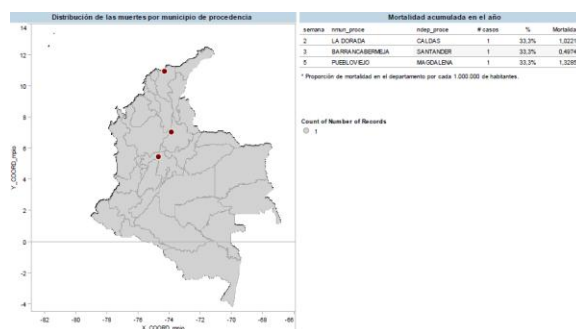 Distribución de las muertes por municipio de procedencia
14
12
10
8
6
4
2
0
-2
-4
Y_COORD_mpio
-82 -80 -78 -76 -74 -72 -70 -68 -66
X_COORD_mpio
Mortalidad acumulada en el año
semana nmun_proce ndep_proce # casos % Mortalida
2 LA DORADA CALDAS 1 33,3% 1,0221
3 BARRANCABERMEJA SANTANDER 1 33,3% 0,4974
5 PUEBLOVIEJO MAGDALENA 1 33,3% 1,3285
* Proporción de mortalidad en el departamento por cada 1.000.000 de habitantes.
Count of Number of Records
1